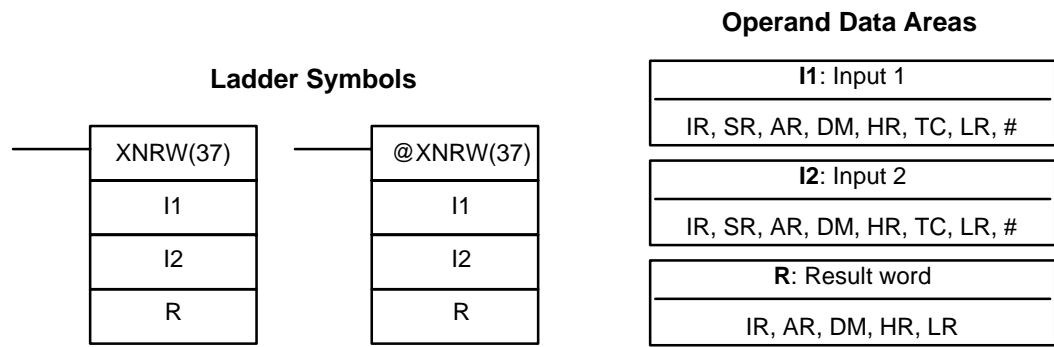 Ladder Symbols
XNRW(37)
I1
I2
R
@XNRW(37)
I1
I2
R
Operand Data Areas
I1: Input 1
IR, SR, AR, DM, HR, TC, LR, #
I2: Input 2
IR, SR, AR, DM, HR, TC, LR, #
R: Result word
IR, AR, DM, HR, LR